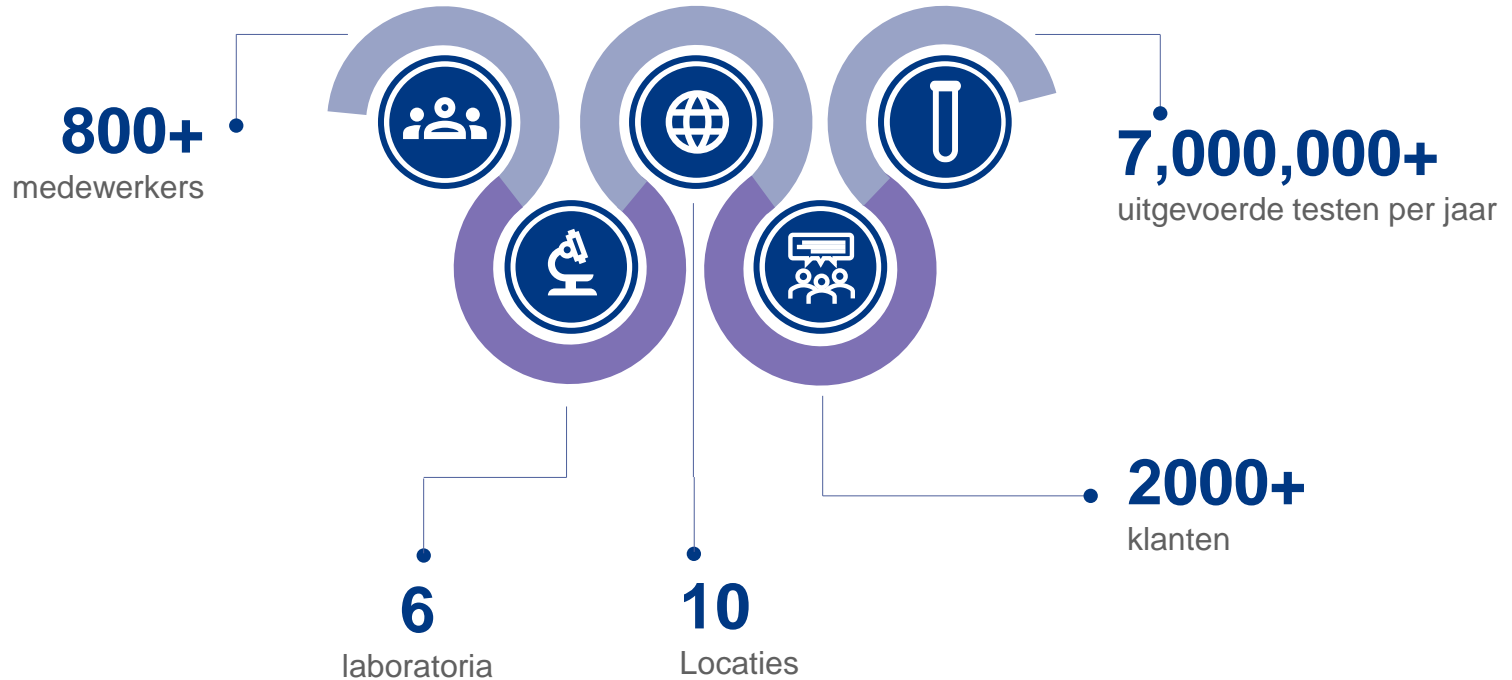 800+
medewerkers
7,000,000+
uitgevoerde testen per jaar
2000+
klanten
6
laboratoria
10
Locaties